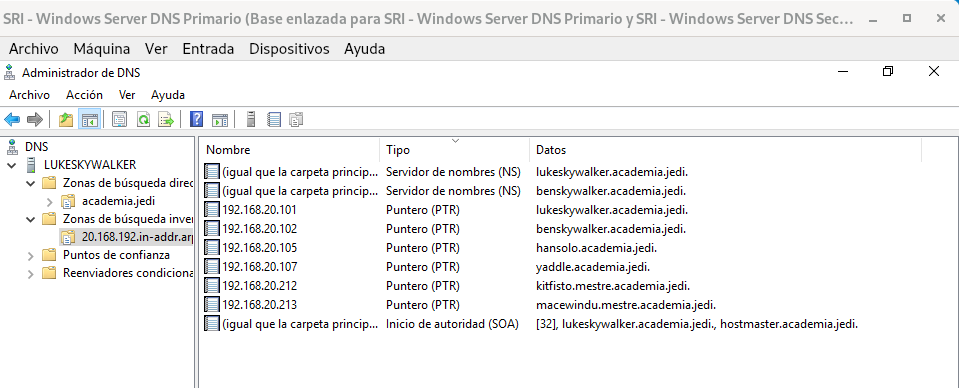 SRI - Windows Server DNS Primario (Base enlazada para SRI - Windows Server DNS Primario y SRI - Windows Server DNS Sec...
Archivo Máquina Ver Entrada Dispositivos Ayuda
Administrador de DNS
Archivo Acción Ver Ayuda
DNS
LUKESKYWALKER
Zonas de búsqueda direc
academia.jedi
Zonas de búsqueda inver
20.168.192.in-addr.arp
Puntos de confianza
Reenviadores condiciona
Nombre Tipo Datos
(igual que la carpeta princip... Servidor de nombres (NS) lukeskywalker.academia.jedi.
(igual que la carpeta princip... Servidor de nombres (NS) benskywalker.academia.jedi.
192.168.20.101 Puntero (PTR) lukeskywalker.academia.jedi.
192.168.20.102 Puntero (PTR) benskywalker.academia.jedi.
192.168.20.105 Puntero (PTR) hansolo.academia.jedi.
192.168.20.107 Puntero (PTR) yaddle.academia.jedi.
192.168.20.212 Puntero (PTR) kitfisto.mestre.academia.jedi.
192.168.20.213 Puntero (PTR) macewindu.mestre.academia.jedi.
(igual que la carpeta princip... Inicio de autoridad (SOA) [32], lukeskywalker.academia.jedi., hostmaster.academia.jedi.